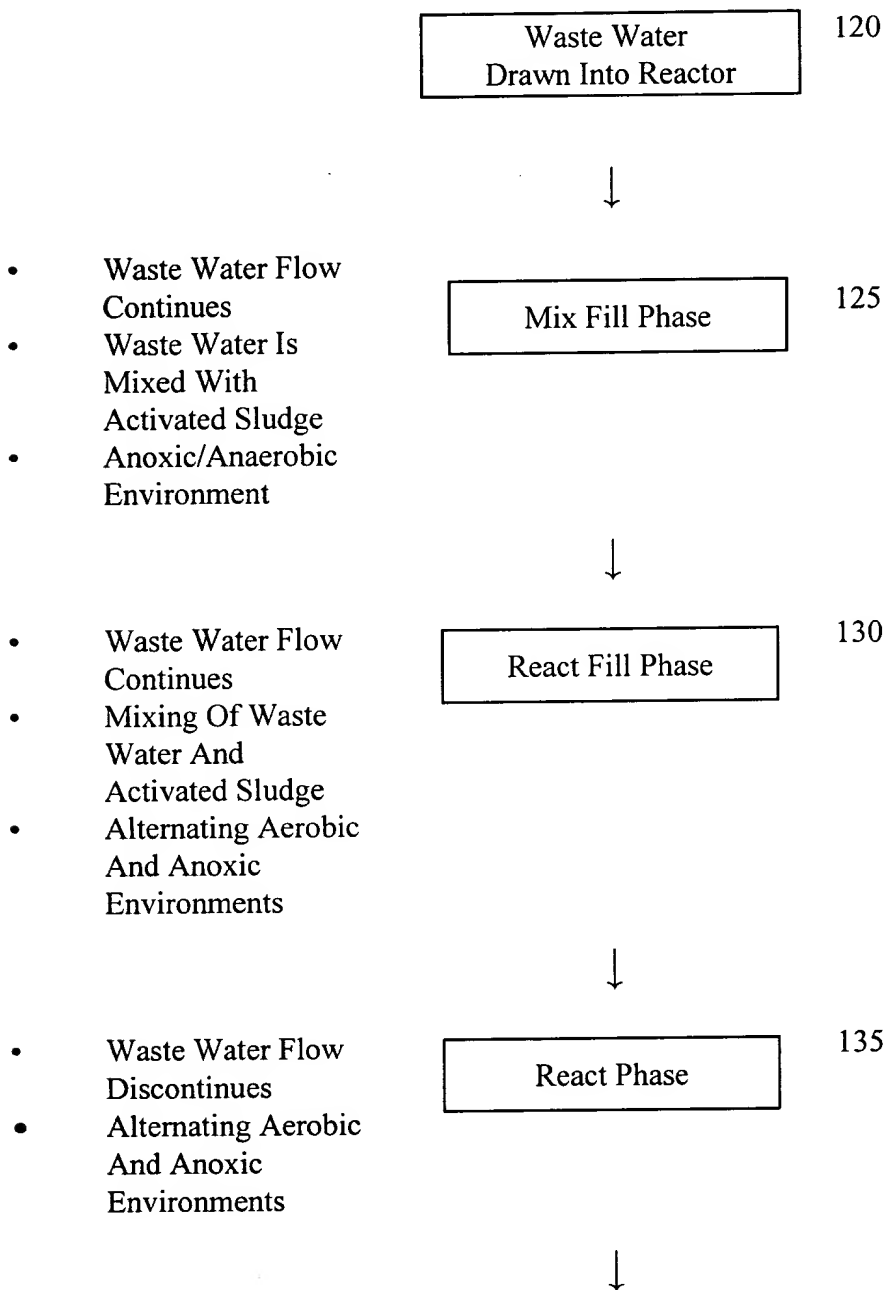 Waste Water
Drawn Into Reactor
120
↓
• Waste Water Flow
Continues
• Waste Water Is
Mixed With
Activated Sludge
• Anoxic/Anaerobic
Environment
Mix Fill Phase
125
↓
• Waste Water Flow
Continues
• Mixing Of Waste
Water And
Activated Sludge
• Alternating Aerobic
And Anoxic
Environments
React Fill Phase
130
↓
• Waste Water Flow
Discontinues
• Alternating Aerobic
And Anoxic
Environments
React Phase
135
↓